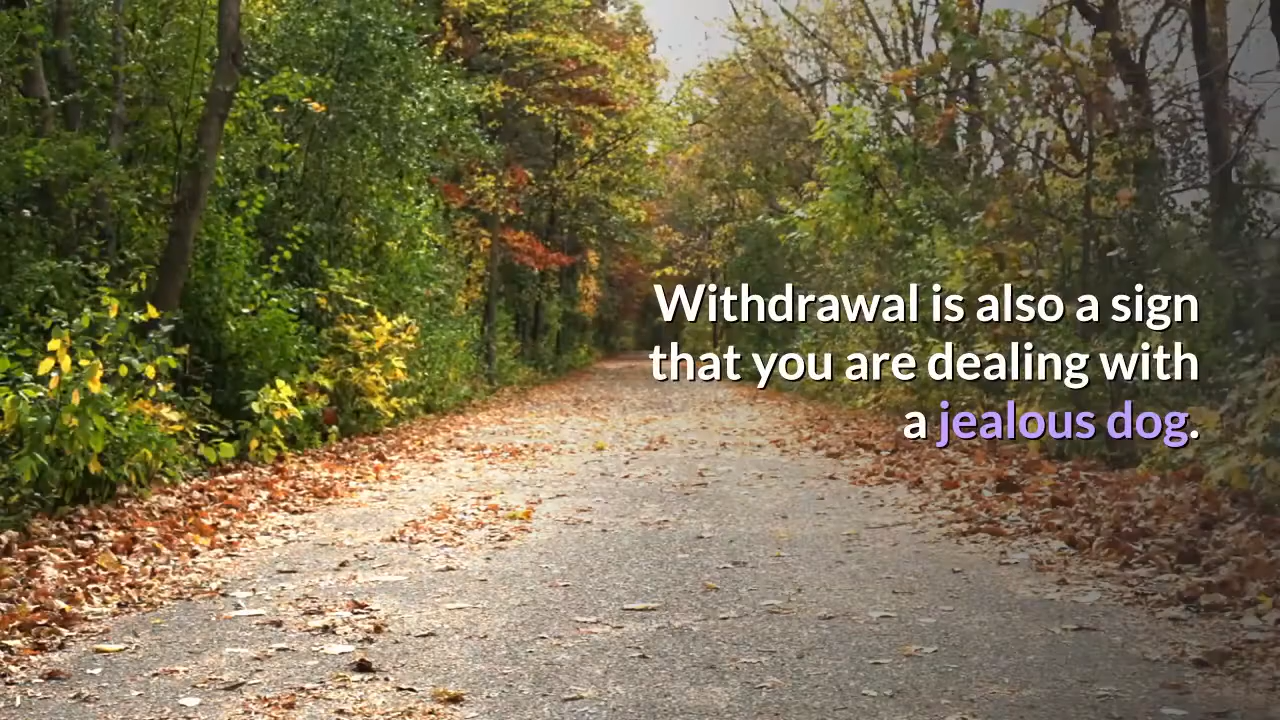 Withdrawal is also a sign
that you are dealing with
a jealous dog.